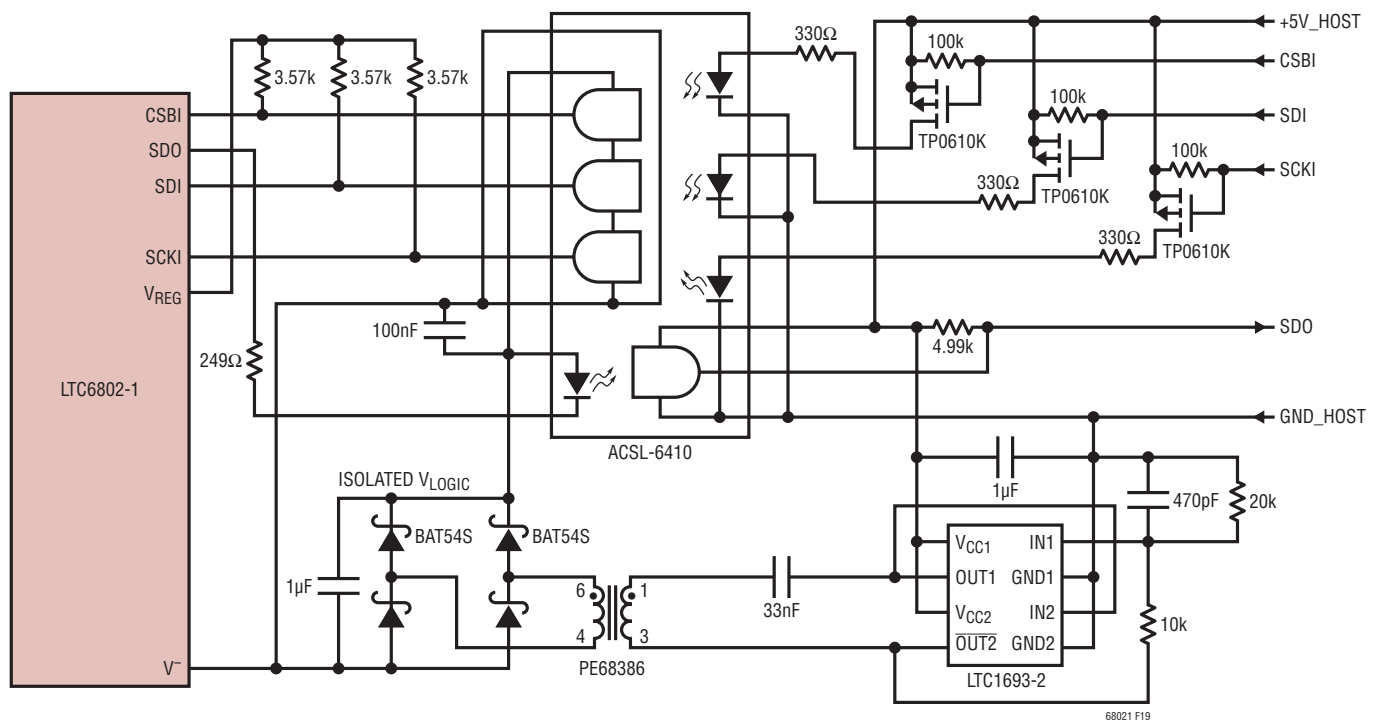 +5V_HOST
330Ω
100k
CSBI
3.57k
3.57k
3.57k
100k
CSBI
SDI
TP0610K
SDO
100k
330Ω
SCKI
SDI
TP0610K
330Ω
SCKI
TP0610K
VREG
100nF
SDO
4.99k
249Ω
LTC6802-1
GND_HOST
ACSL-6410
ISOLATED VLOGIC
1µF
470pF
20k
BAT54S
BAT54S
VCC1
IN1
1µF
6
1
OUT1
GND1
33nF
VCC2
IN2
10k
4
3
OUT2
GND2
V−
PE68386
LTC1693-2
68021 F19